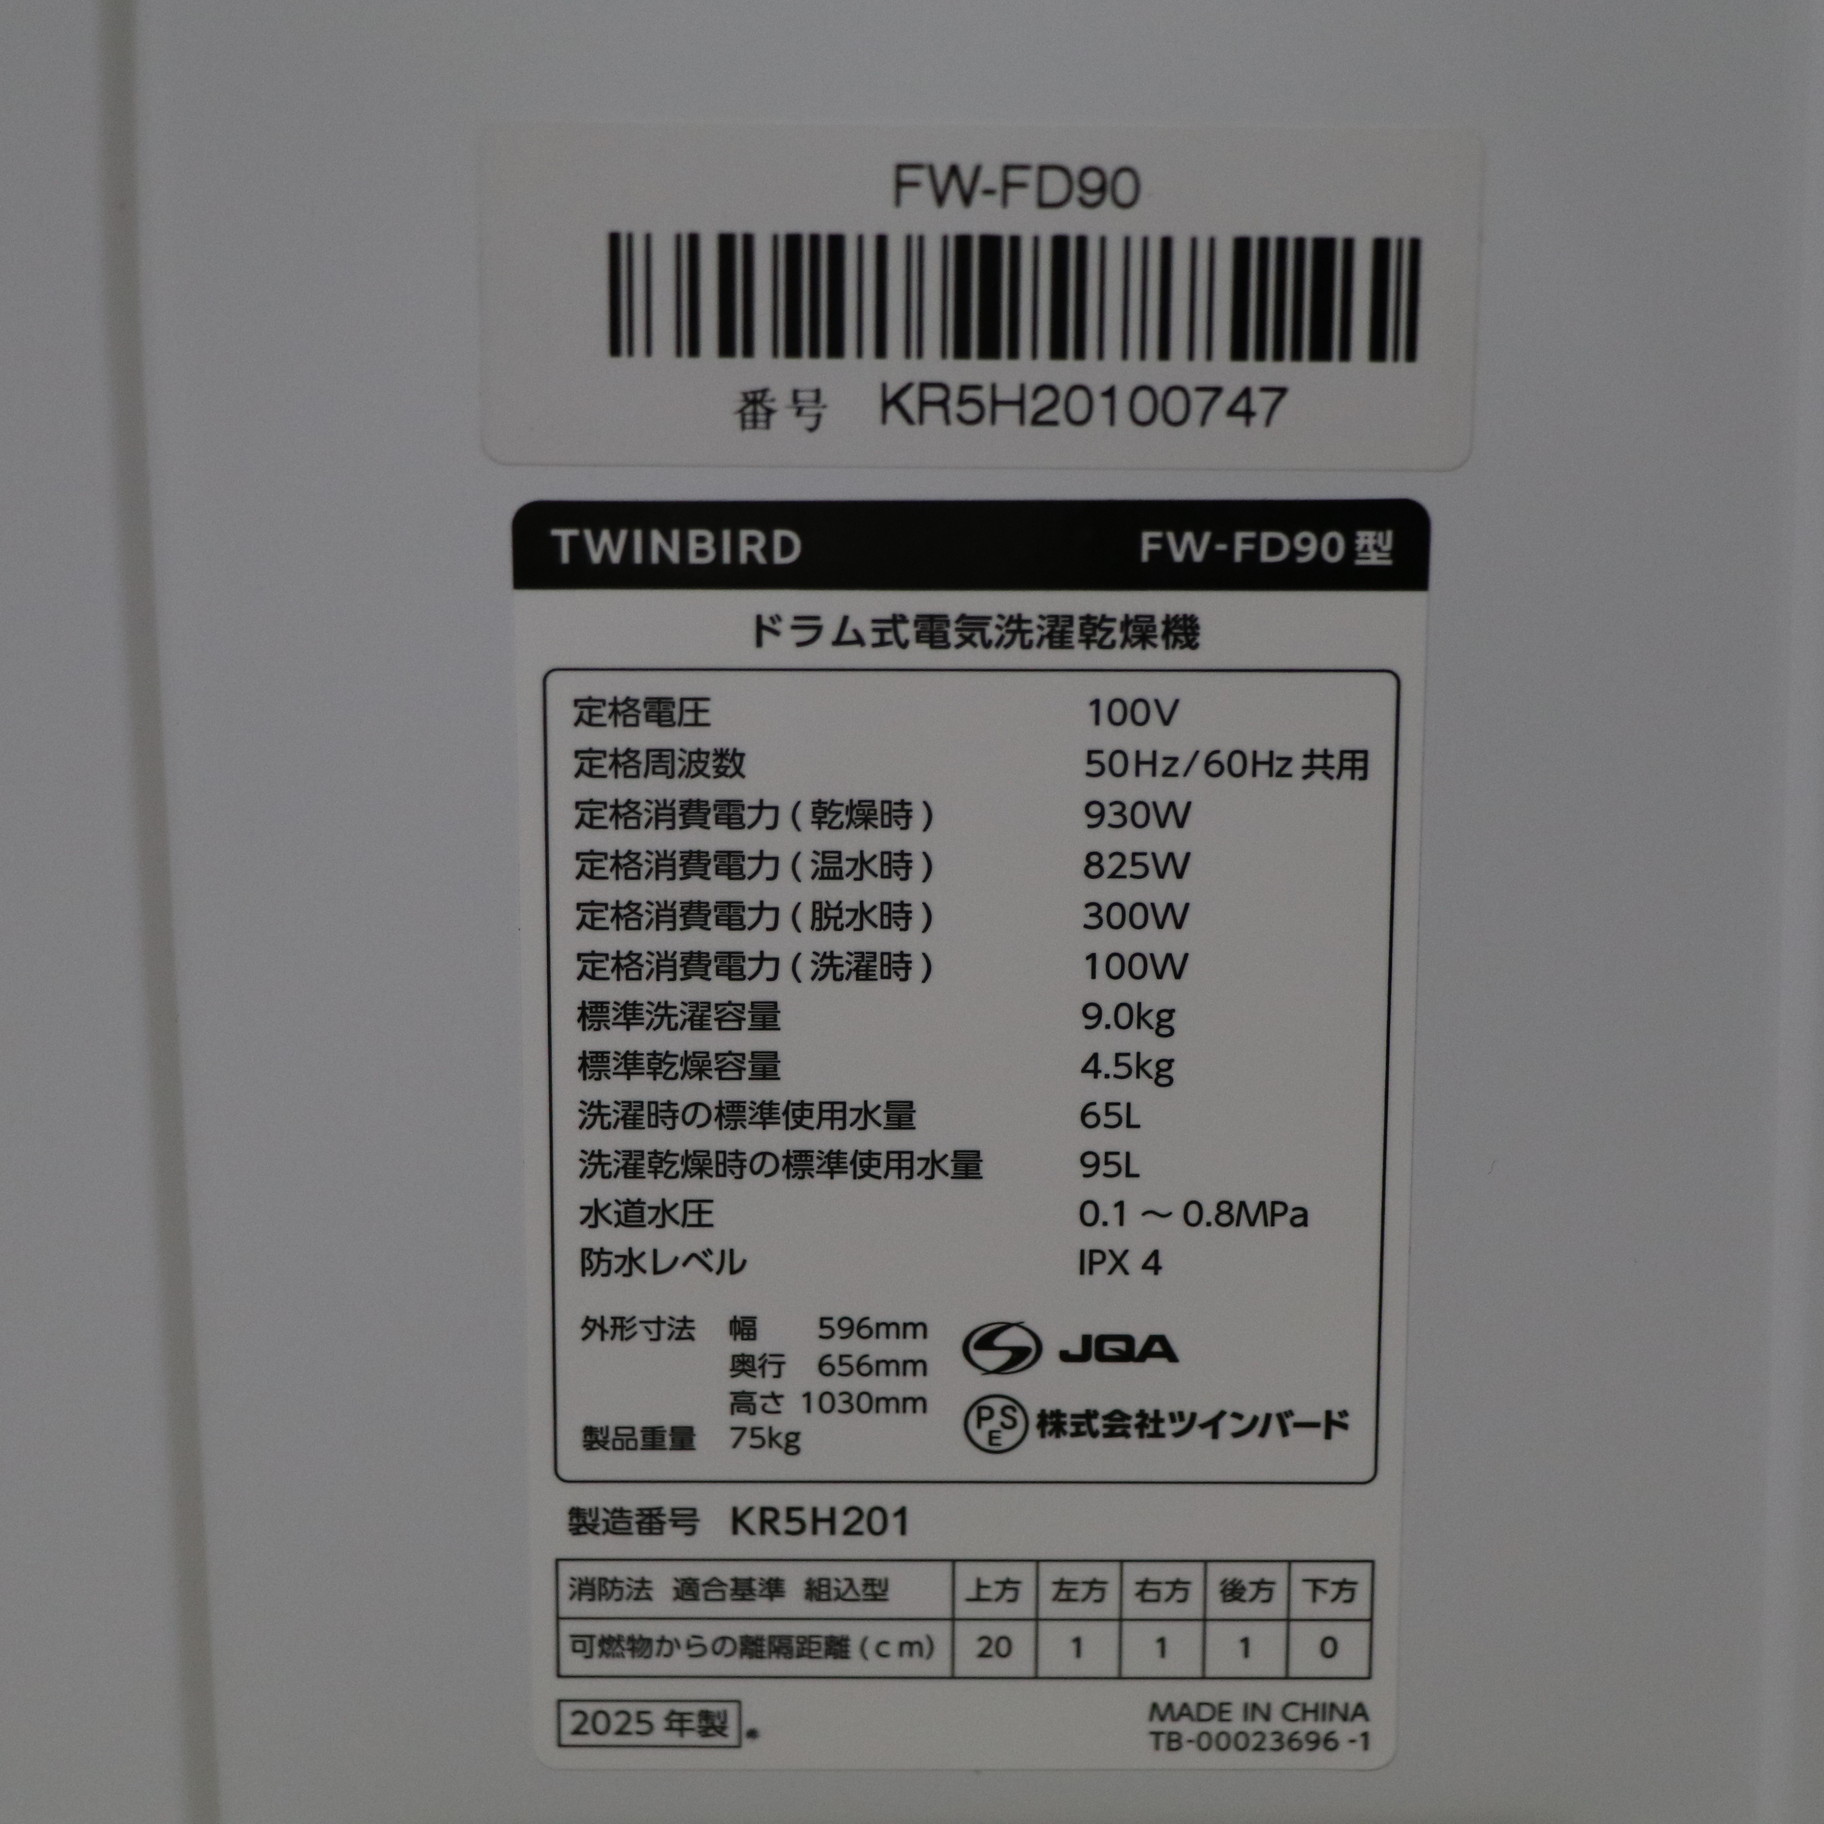 FW-FD90
番号 KR5H20100747
TWINBIRD FW-FD90型
ドラム式電気洗濯乾燥機
定格電圧 100V
定格周波数 50Hz/60Hz共用
定格消費電力(乾燥時) 930W
定格消費電力(温水時) 825W
定格消費電力(脱水時) 300W
定格消費電力(洗濯時) 100W
標準洗濯容量 9.0kg
標準乾燥容量 4.5kg
洗濯時の標準使用水量 65L
洗濯乾燥時の標準使用水量 95L
水道水圧 0.1～0.8MPa
防水レベル IPX 4
外形寸法 幅 596mm
奥行 656mm
高さ 1030mm
製品重量 75kg
JQA
PSE 株式会社ツインバード
製造番号 KR5H201
消防法 適合基準 組込型 上方 左方 右方 後方 下方
可燃物からの離隔距離(cm) 20 1 1 1 0
2025年製
MADE IN CHINA
TB-00023696-1